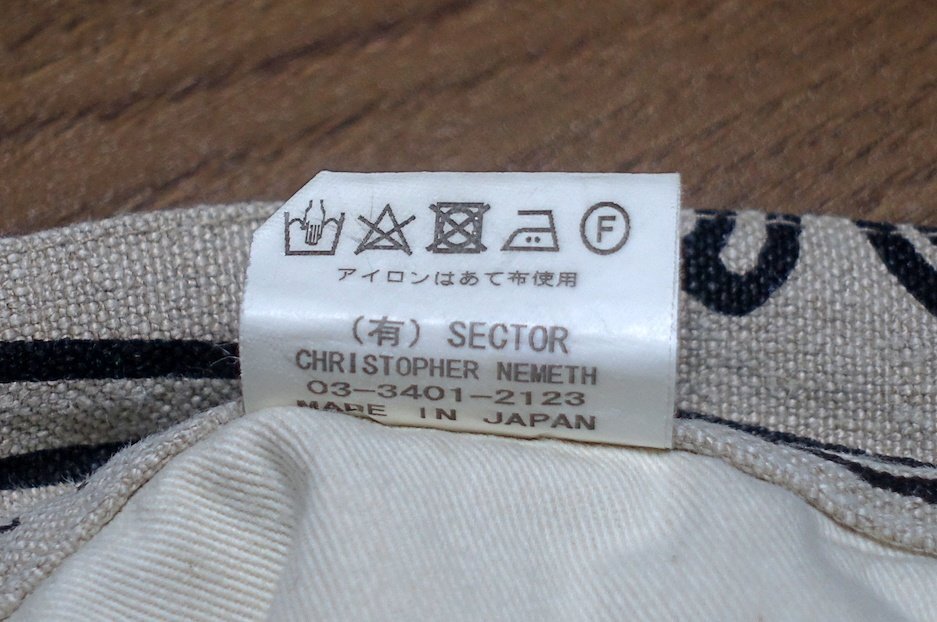 F
アイロンはあて布使用
(有) SECTOR
CHRISTOPHER NEMETH
03-3401-2123
MADE IN JAPAN